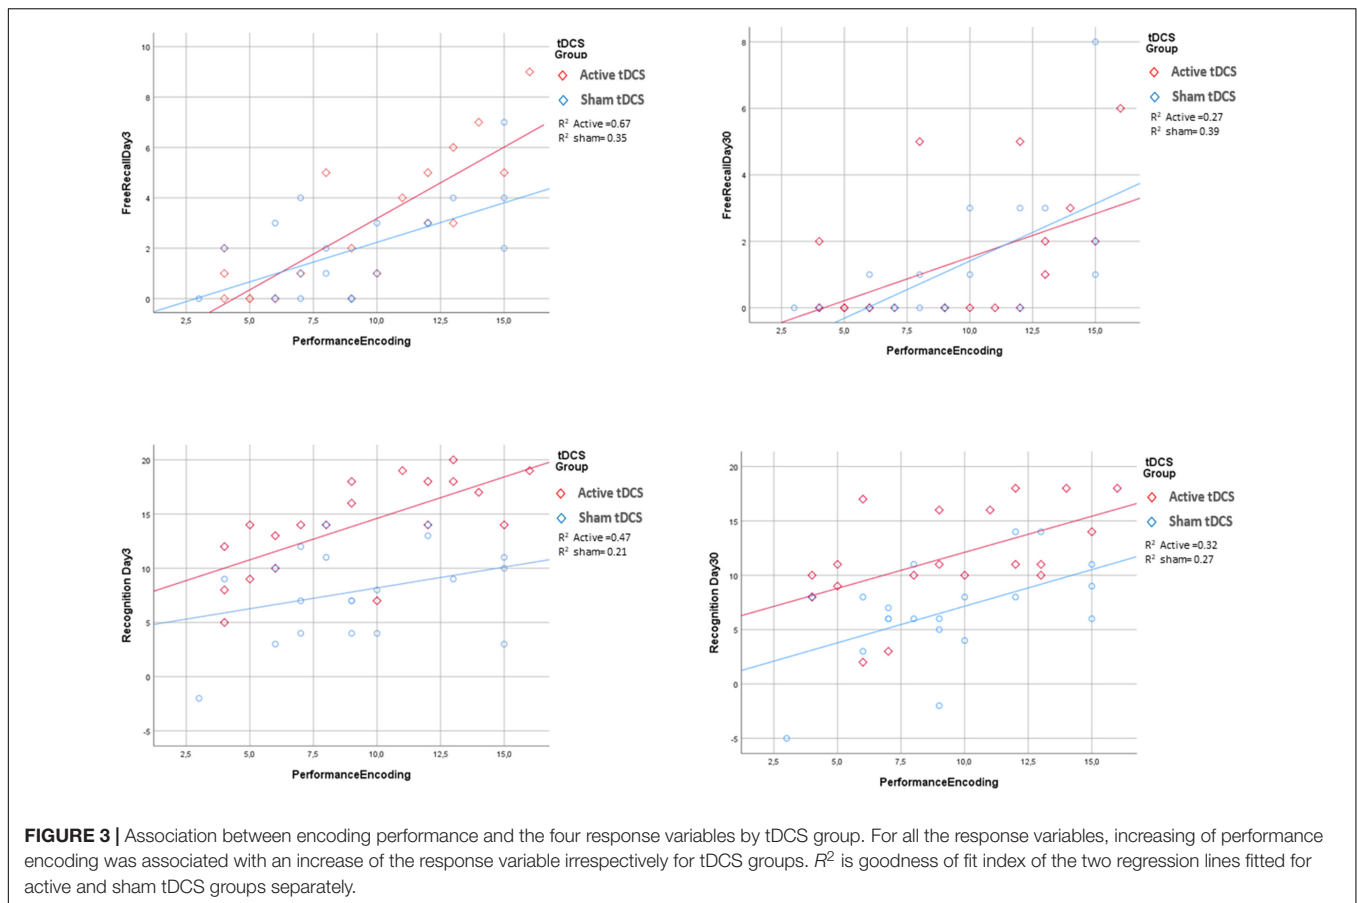 10
8
6
4
2
0
FreeRecallDay3
2,5 5,0 7,5 10,0 12,5 15,0
PerformanceEncoding
tDCS
Group
Active tDCS
Sham tDCS
R² Active =0.67
R² sham= 0.35
8
6
4
2
0
FreeRecallDay30
2,5 5,0 7,5 10,0 12,5 15,0
PerformanceEncoding
tDCS
Group
Active tDCS
Sham tDCS
R² Active =0.27
R² sham= 0.39
20
15
10
5
0
-5
Recognition Day3
2,5 5,0 7,5 10,0 12,5 15,0
PerformanceEncoding
tDCS
Group
Active tDCS
Sham tDCS
R² Active =0.47
R² sham= 0.21
20
15
10
5
0
-5
Recognition Day30
2,5 5,0 7,5 10,0 12,5 15,0
PerformanceEncoding
tDCS
Group
Active tDCS
Sham tDCS
R² Active =0.32
R² sham= 0.27
FIGURE 3 | Association between encoding performance and the four response variables by tDCS group. For all the response variables, increasing of performance
encoding was associated with an increase of the response variable irrespectively for tDCS groups. R² is goodness of fit index of the two regression lines fitted for
active and sham tDCS groups separately.